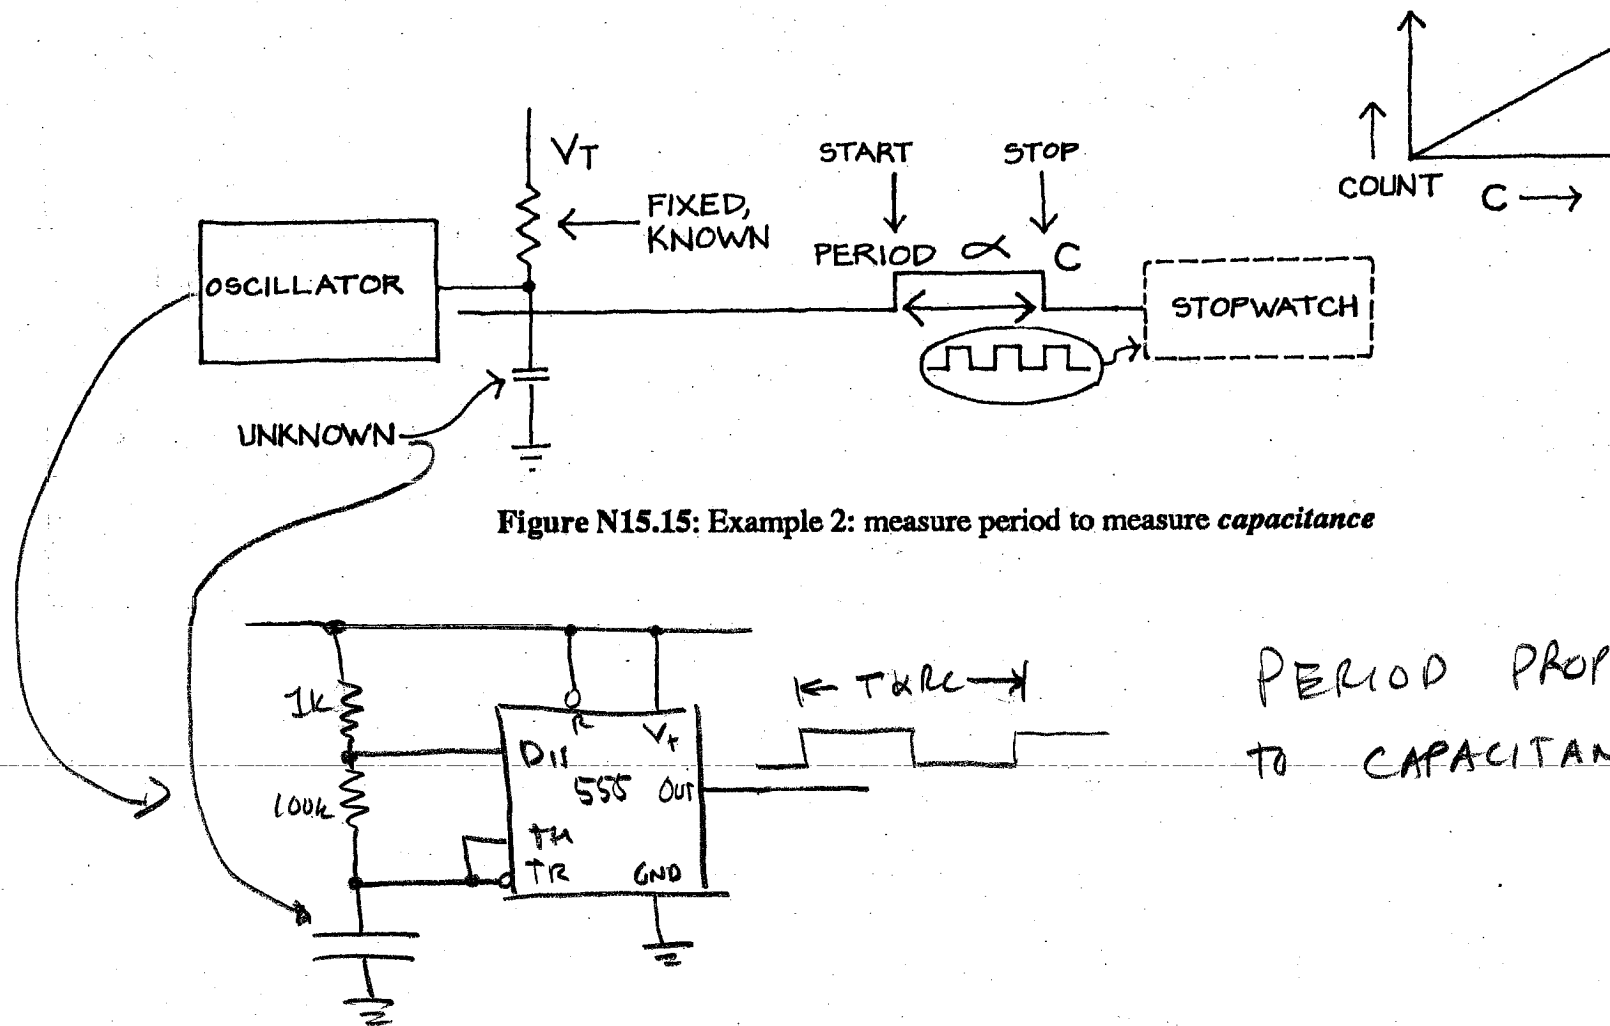 VT
START
STOP
COUNT
C
FIXED,
KNOWN
PERIOD ∝ C
OSCILLATOR
STOPWATCH
UNKNOWN
Figure N15.15: Example 2: measure period to measure capacitance
T∝RC
PERIOD PROP
1k
R
V+
DIS
555
OUT
TO CAPACITAN
100k
TH
TR
GND